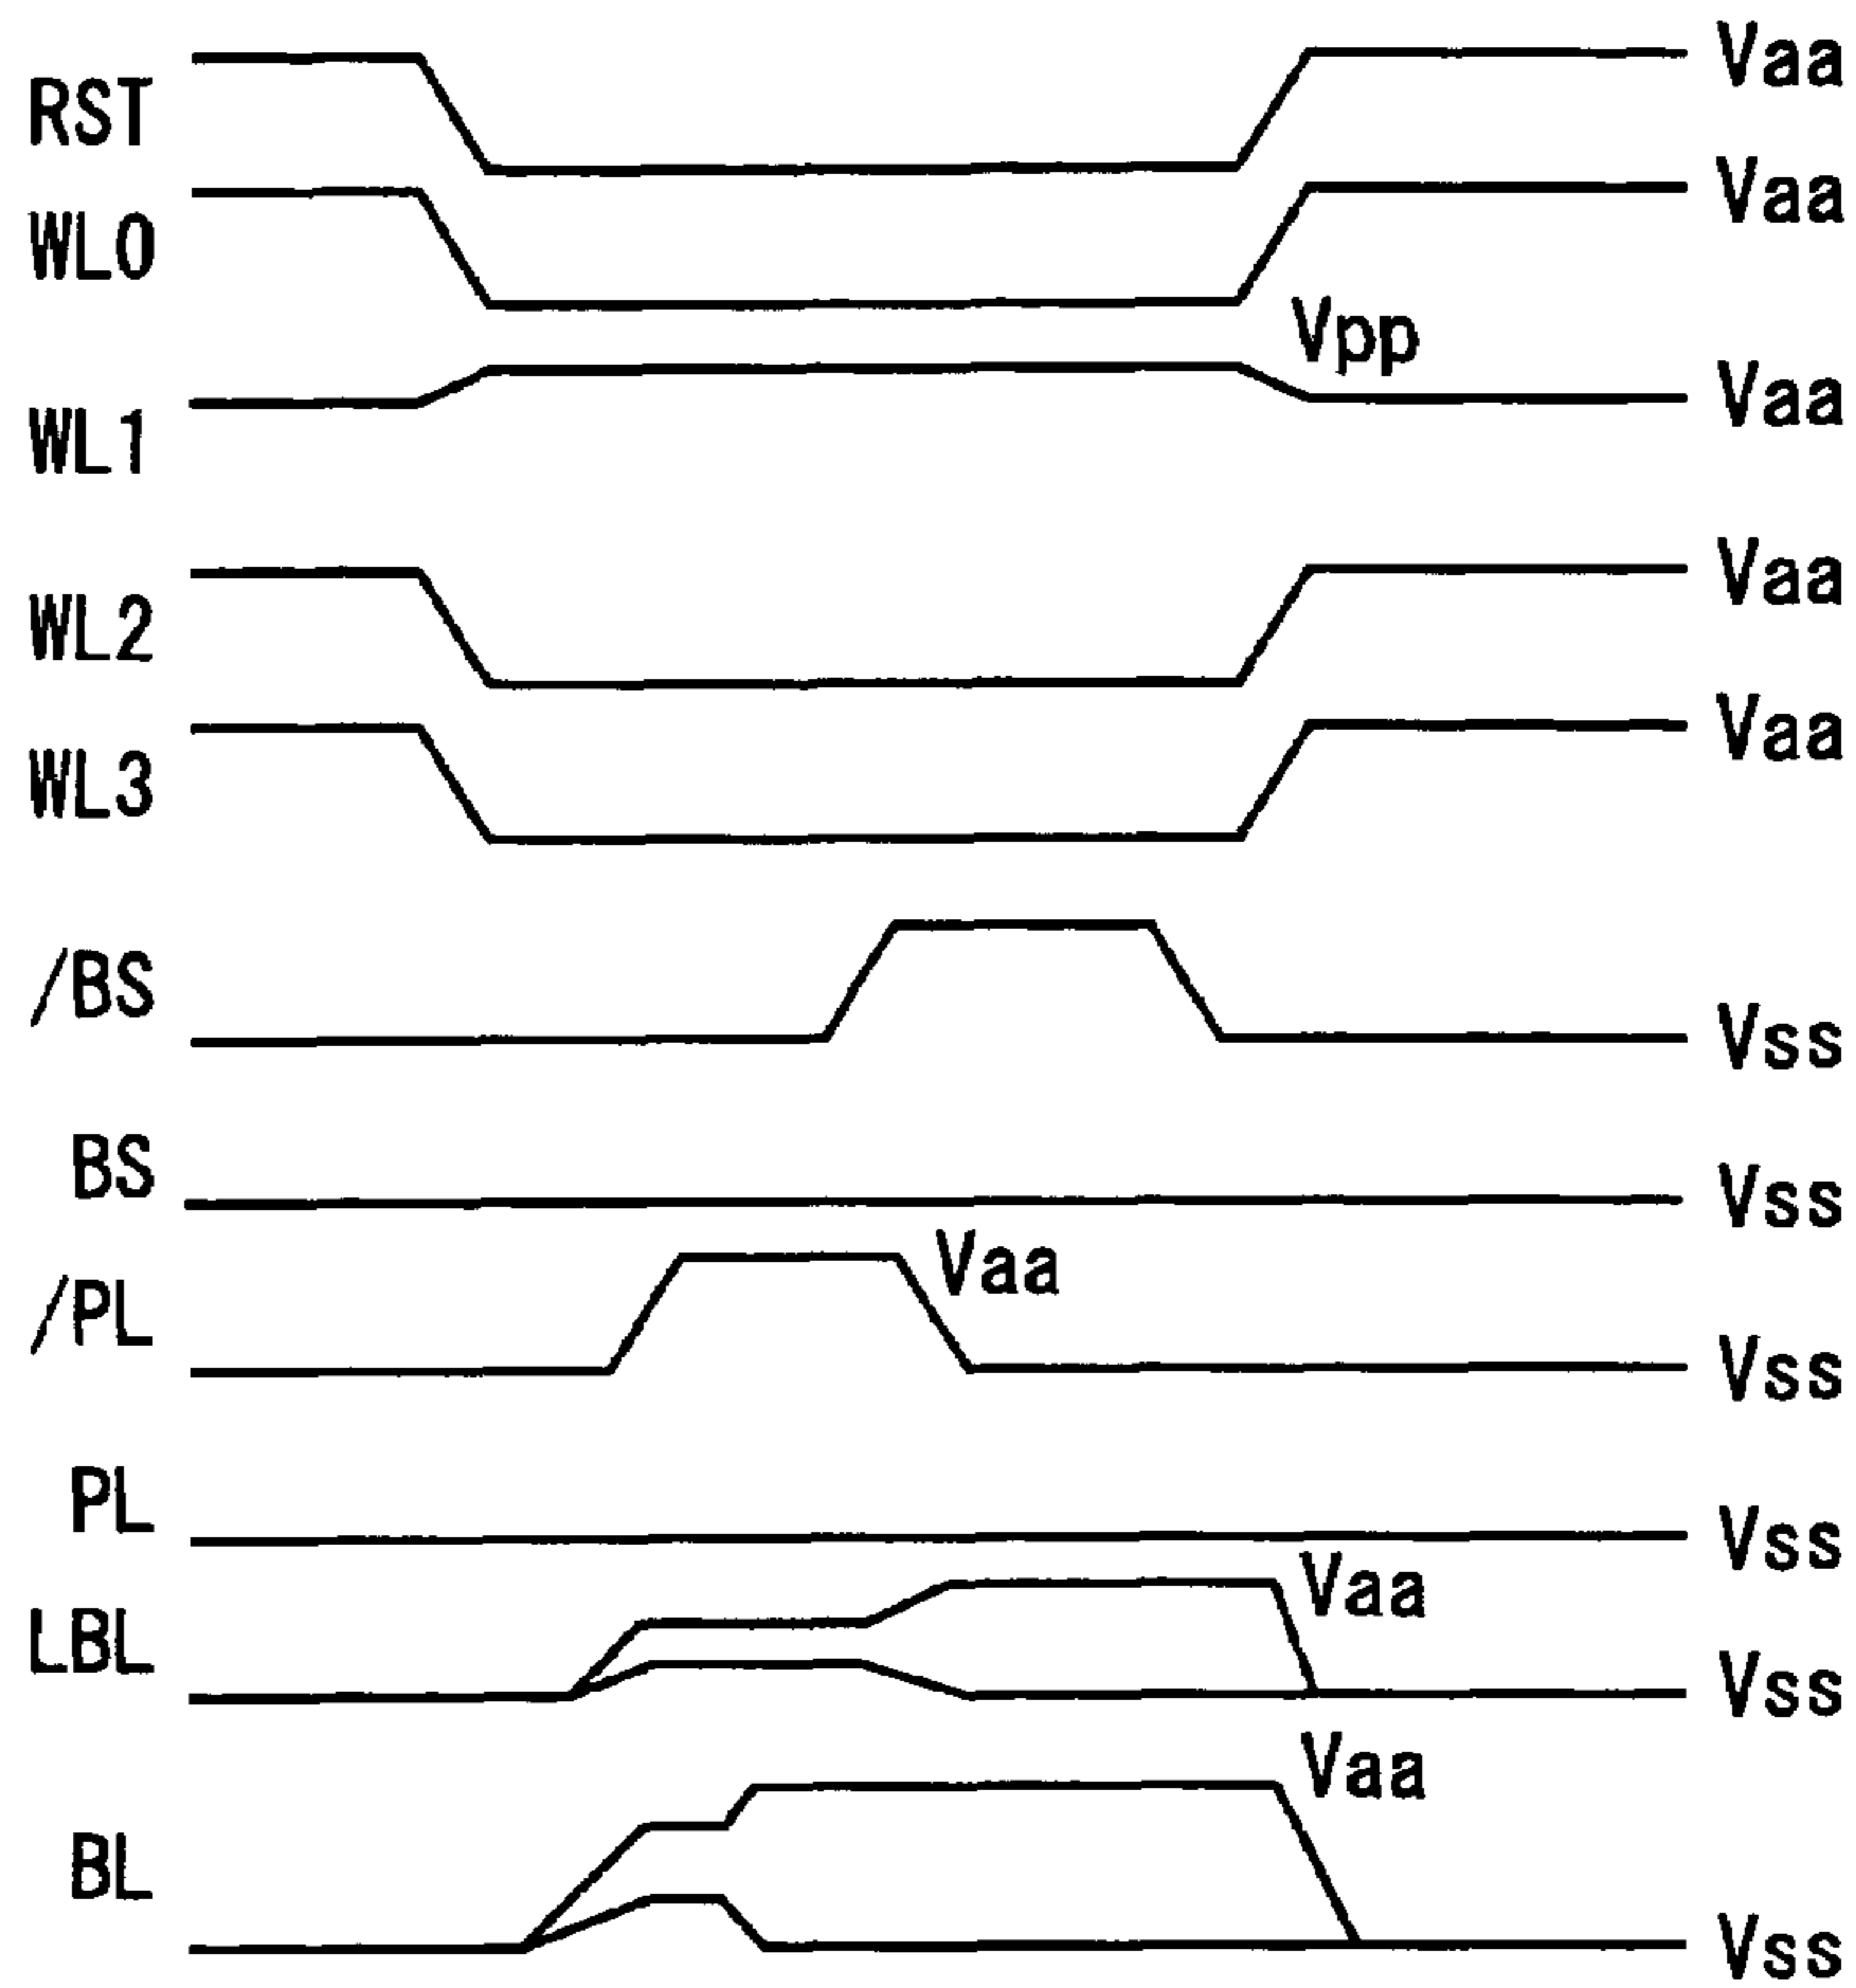 RST Vaa
WL0 Vaa
Vpp
WL1 Vaa
WL2 Vaa
WL3 Vaa
/BS Vss
BS Vss
Vaa
/PL Vss
PL Vss
Vaa
LBL Vss
Vaa
BL Vss